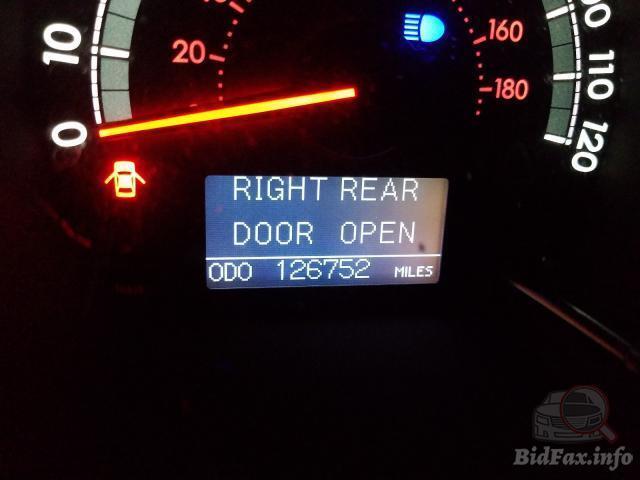 10
0
20
160
180
110
120
RIGHT REAR
DOOR OPEN
ODO 126752 MILES
BidFax.info